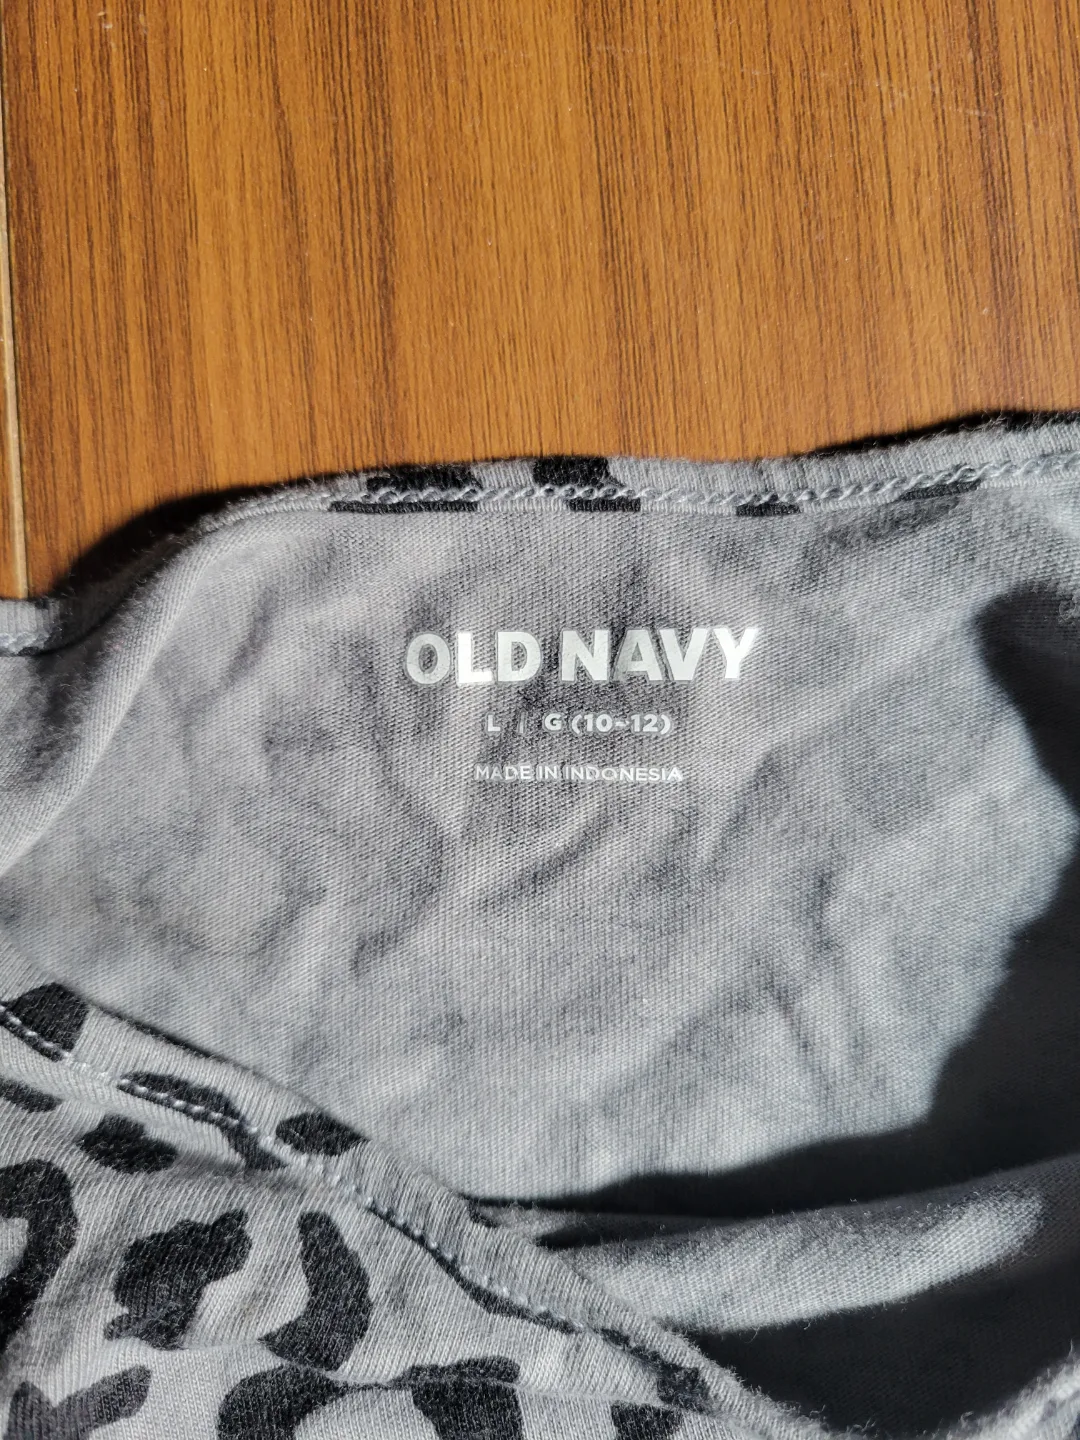 OLD NAVY
L | G (10-12)
MADE IN INDONESIA